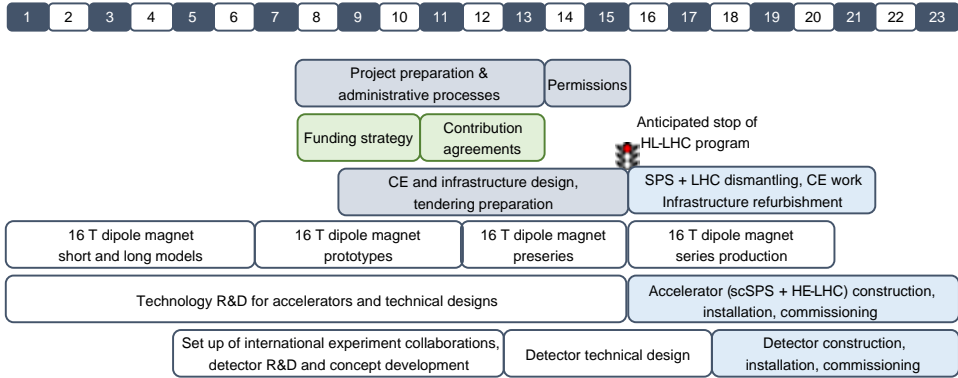 1 2 3 4 5 6 7 8 9 10 11 12 13 14 15 16 17 18 19 20 21 22 23
Project preparation &
administrative processes
Permissions
Funding strategy
Contribution
agreements
Anticipated stop of
HL-LHC program
CE and infrastructure design,
tendering preparation
SPS + LHC dismantling, CE work
Infrastructure refurbishment
16 T dipole magnet
short and long models
16 T dipole magnet
prototypes
16 T dipole magnet
preseries
16 T dipole magnet
series production
Technology R&D for accelerators and technical designs
Accelerator (scSPS + HE-LHC) construction,
installation, commissioning
Set up of international experiment collaborations,
detector R&D and concept development
Detector technical design
Detector construction,
installation, commissioning